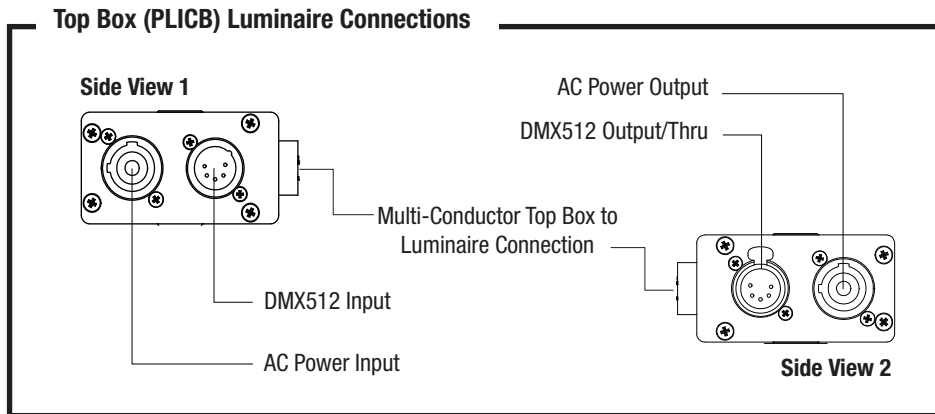 Top Box (PLICB) Luminaire Connections
Side View 1
AC Power Output
DMX512 Output/Thru
Multi-Conductor Top Box to
Luminaire Connection
DMX512 Input
AC Power Input
Side View 2